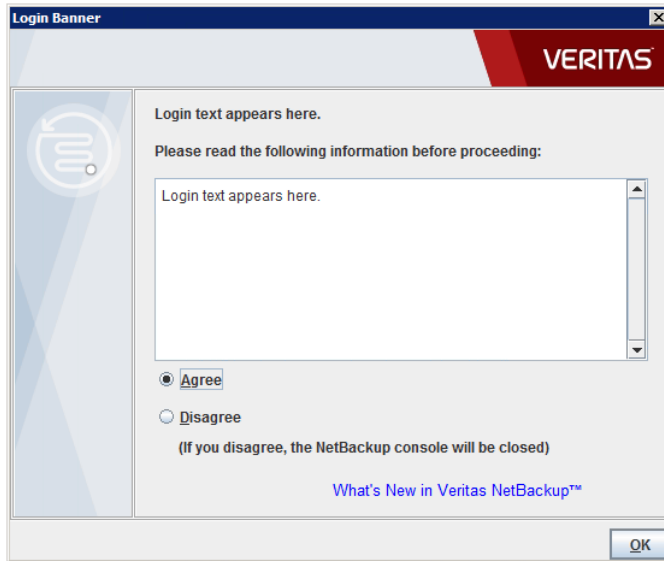 Login Banner
VERITAS
Login text appears here.
Please read the following information before proceeding:
Login text appears here.
Agree
Disagree
(If you disagree, the NetBackup console will be closed)
What's New in Veritas NetBackup™
OK